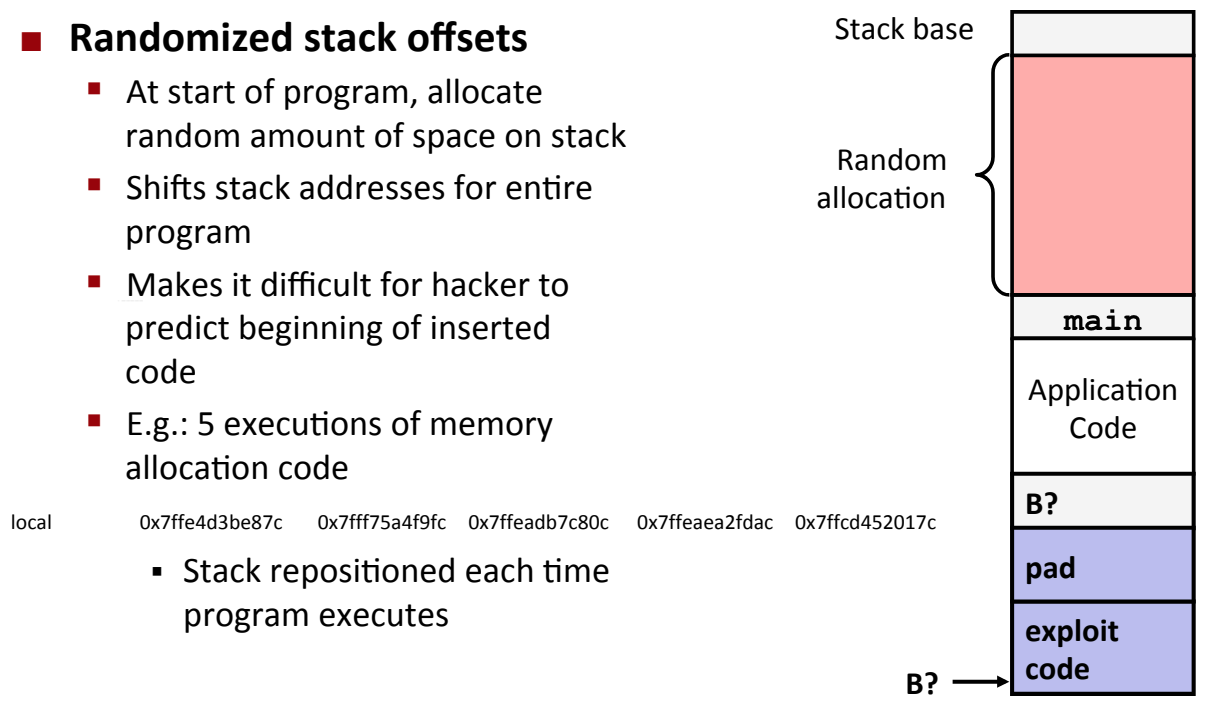 ■ Randomized stack offsets
▪ At start of program, allocate
random amount of space on stack
▪ Shifts stack addresses for entire
program
▪ Makes it difficult for hacker to
predict beginning of inserted
code
▪ E.g.: 5 executions of memory
allocation code
local 0x7ffe4d3be87c 0x7fff75a4f9fc 0x7ffeadb7c80c 0x7ffeaea2fdac 0x7ffcd452017c
▪ Stack repositioned each time
program executes
Stack base
Random
allocation
main
Application
Code
B?
pad
exploit
code
B?